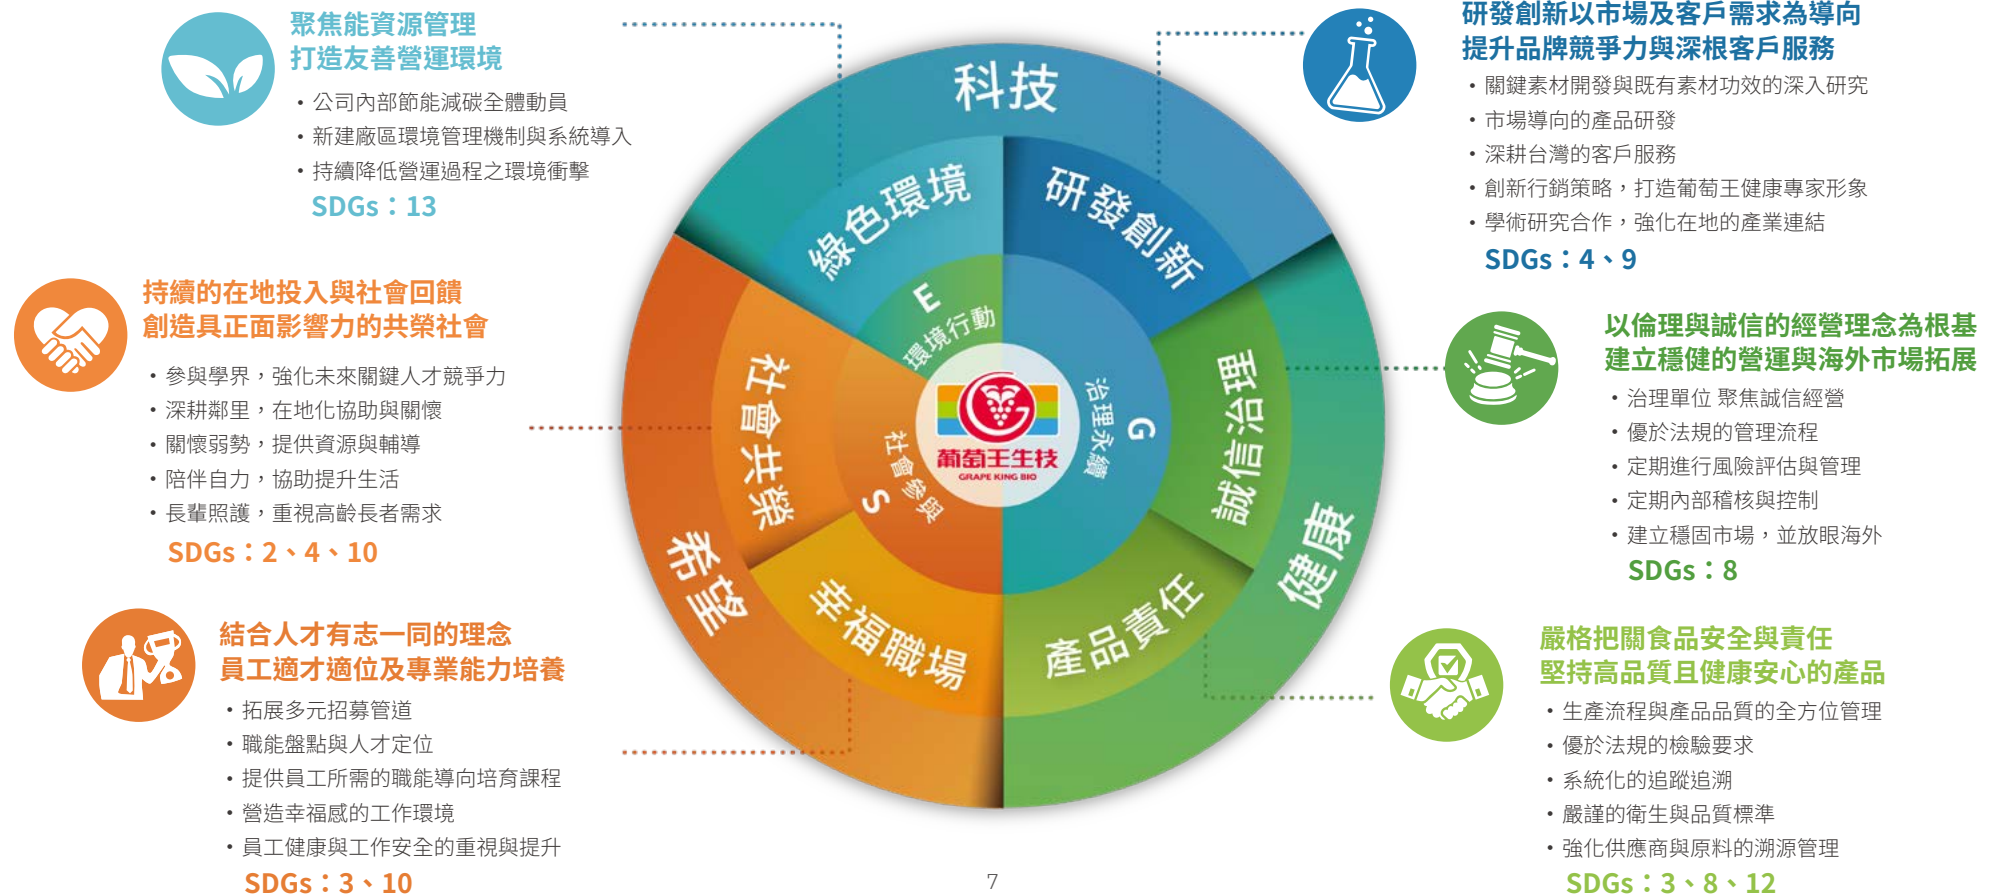 聚焦能資源管理
打造友善營運環境
・公司內部節能減碳全體動員
・新建廠區環境管理機制與系統導入
・持續降低營運過程之環境衝擊
SDGs：13
持續的在地投入與社會回饋
創造具正面影響力的共榮社會
・參與學界，強化未來關鍵人才競爭力
・深耕鄰里，在地化協助與關懷
・關懷弱勢，提供資源與輔導
・陪伴自力，協助提升生活
・長輩照護，重視高齡長者需求
SDGs：2、4、10
結合人才有志一同的理念
員工適才適位及專業能力培養
・拓展多元招募管道
・職能盤點與人才定位
・提供員工所需的職能導向培育課程
・營造幸福感的工作環境
・員工健康與工作安全的重視與提升
SDGs：3、10
科技
綠色環境
研發創新
E
環境行動
社會共榮
社會參與
S
葡萄王生技
GRAPE KING BIO
治理永續
G
誠信治理
希望
健康
幸福職場
產品責任
研發創新以市場及客戶需求為導向
提升品牌競爭力與深根客戶服務
・關鍵素材開發與既有素材功效的深入研究
・市場導向的產品研發
・深耕台灣的客戶服務
・創新行銷策略，打造葡萄王健康專家形象
・學術研究合作，強化在地的產業連結
SDGs：4、9
以倫理與誠信的經營理念為根基
建立穩健的營運與海外市場拓展
・治理單位 聚焦誠信經營
・優於法規的管理流程
・定期進行風險評估與管理
・定期內部稽核與控制
・建立穩固市場，並放眼海外
SDGs：8
嚴格把關食品安全與責任
堅持高品質且健康安心的產品
・生產流程與產品品質的全方位管理
・優於法規的檢驗要求
・系統化的追蹤追溯
・嚴謹的衛生與品質標準
・強化供應商與原料的溯源管理
SDGs：3、8、12
7